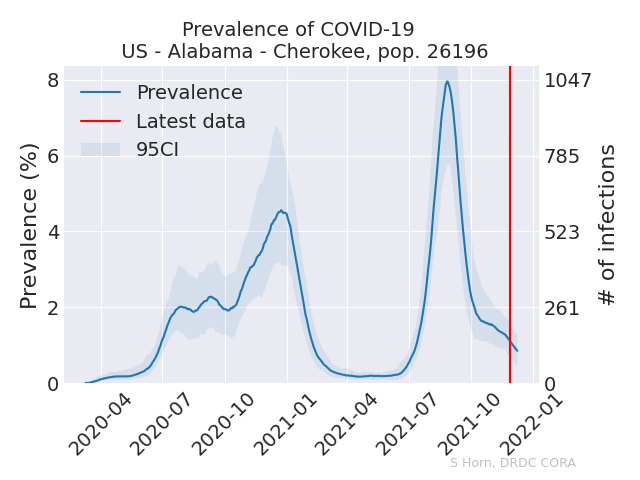 Prevalence of COVID-19
US - Alabama - Cherokee, pop. 26196
Prevalence
Latest data
95CI
Prevalence (%)
8
6
4
2
0
# of infections
1047
785
523
261
0
2020-04
2020-07
2020-10
2021-01
2021-04
2021-07
2021-10
2022-01
S Horn, DRDC CORA